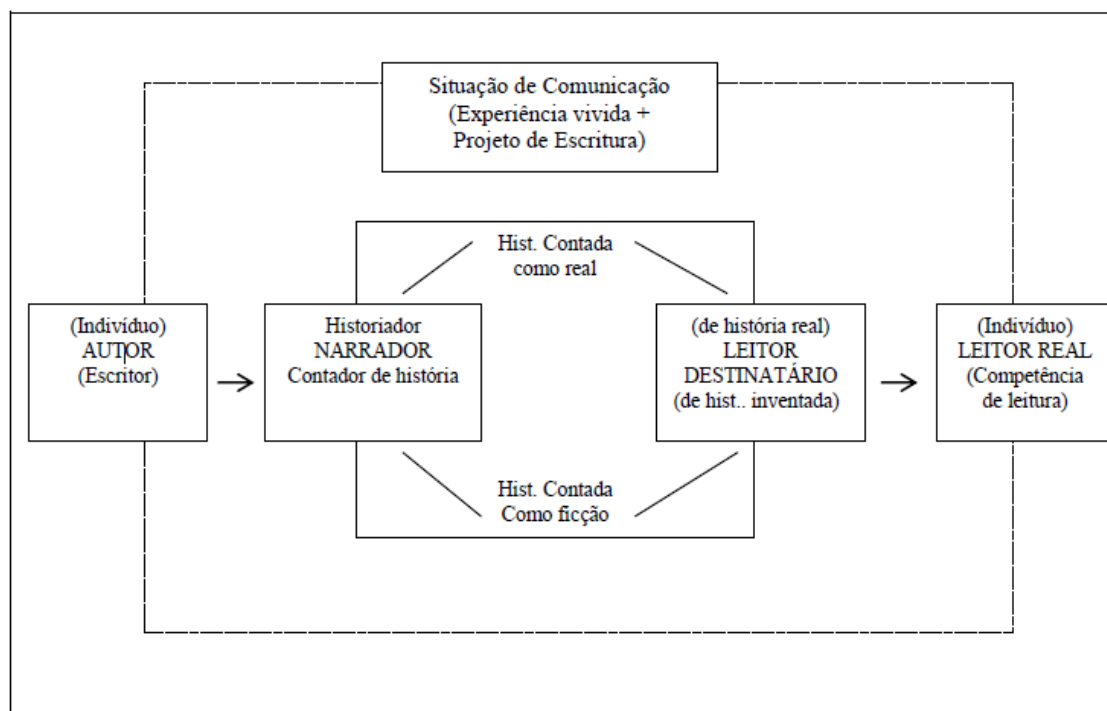 Situação de Comunicação
(Experiência vivida +
Projeto de Escritura)
Hist. Contada
como real
(Indivíduo)
AUTOR
(Escritor)
Historiador
NARRADOR
Contador de história
(de história real)
LEITOR
DESTINATÁRIO
(de hist.. inventada)
(Indivíduo)
LEITOR REAL
(Competência
de leitura)
Hist. Contada
Como ficção